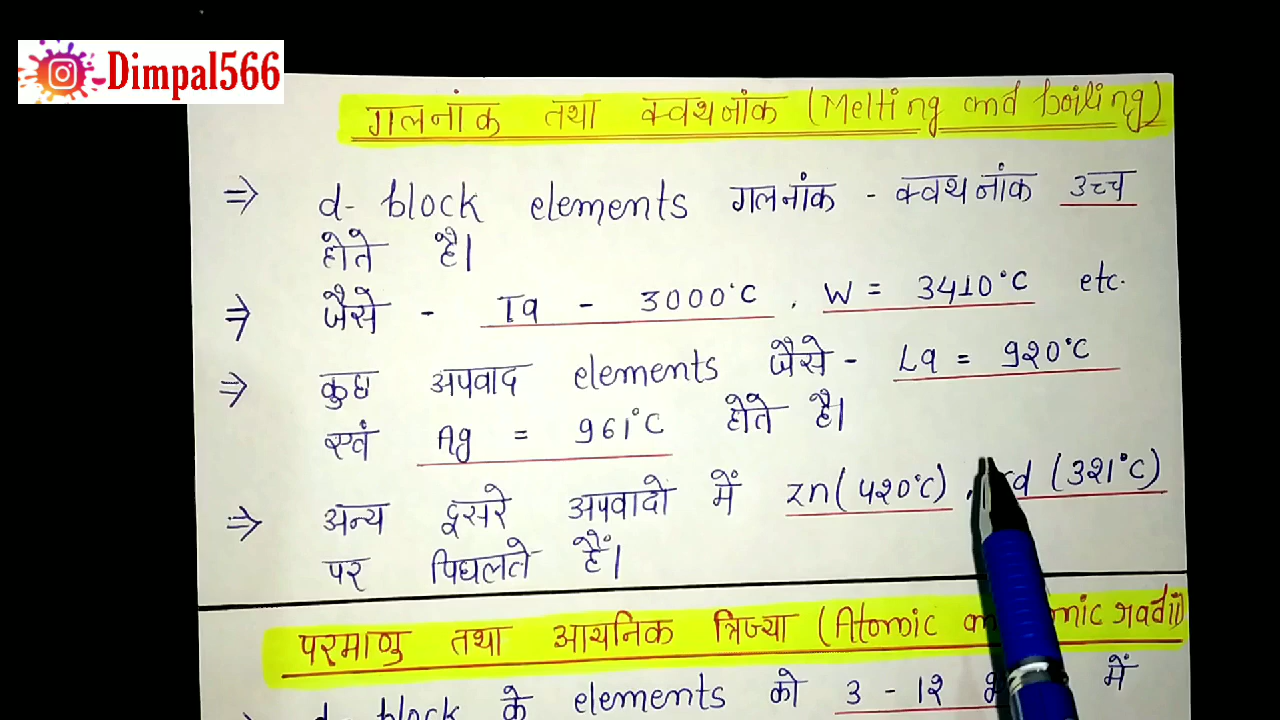 Dimpal566
गलनांक तथा क्वथनांक (Melting and boiling)
⇒ d-block elements गलनांक - क्वथनांक उच्च
होते है।
⇒ जैसे - Ta - 3000°C , W = 3410°C etc.
⇒ कुछ अपवाद elements जैसे - La = 920°C
एवं Ag = 961°C होते है।
⇒ अन्य दूसरे अपवादो में Zn (420°C) , Cd (321°C)
पर पिघलते हैं।
परमाणु तथा आयनिक त्रिज्या (Atomic radii)
d-block के elements को 3 - 12 में